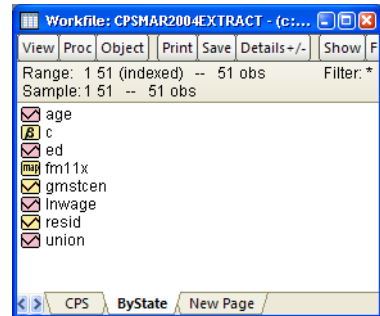 Workfile: CPSMAR2004EXTRACT - (c:...
View Proc Object Print Save Details+/- Show F
Range: 1 51 (indexed) -- 51 obs Filter: *
Sample: 1 51 -- 51 obs
age
β c
ed
map fm11x
gmstcen
lnwage
resid
union
CPS ByState New Page